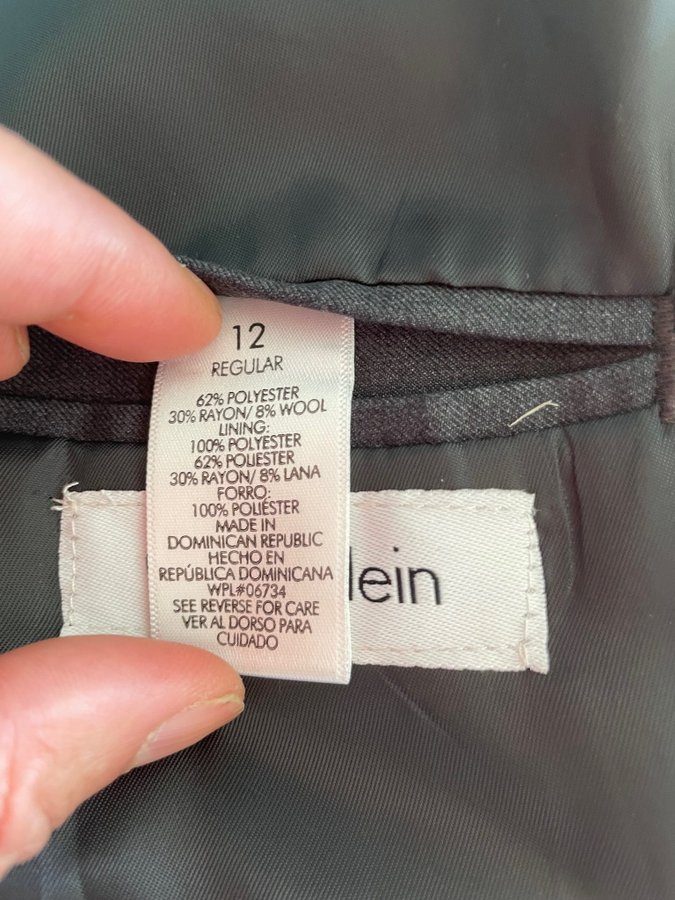 12
REGULAR
62% POLYESTER
30% RAYON/ 8% WOOL
LINING:
100% POLYESTER
62% POLIESTER
30% RAYON/ 8% LANA
FORRO:
100% POLIÉSTER
MADE IN
DOMINICAN REPUBLIC
HECHO EN
REPÚBLICA DOMINICANA
WPL#06734
SEE REVERSE FOR CARE
VER AL DORSO PARA
CUIDADO
lein